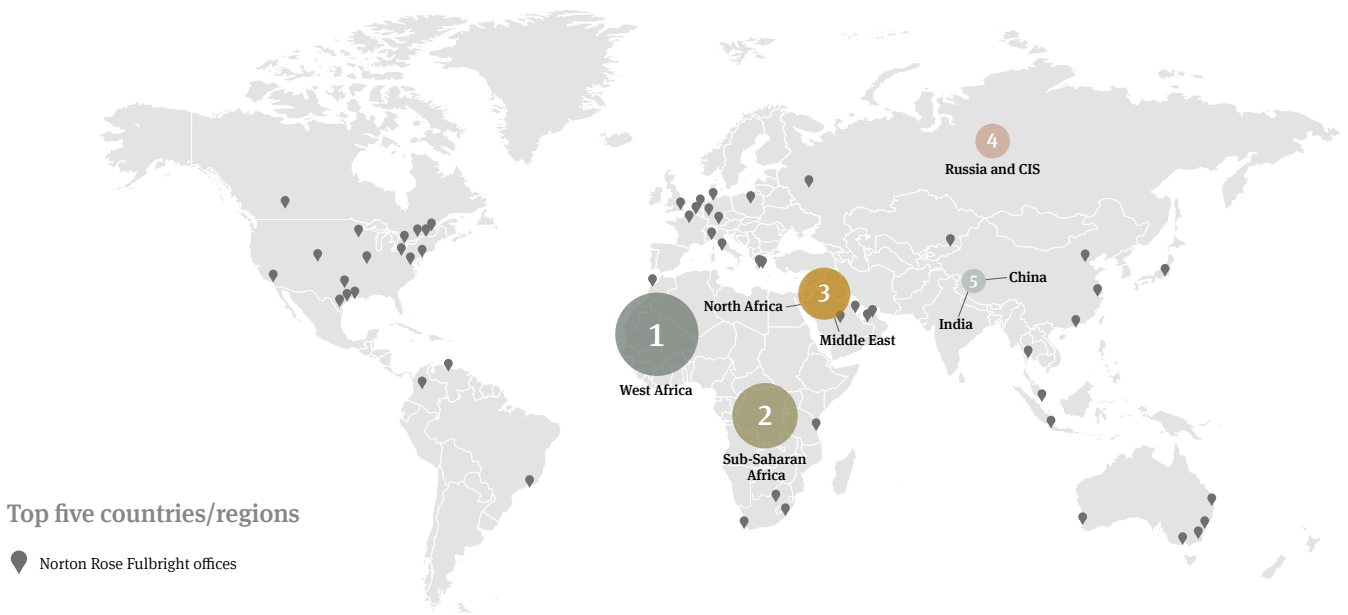 4
Russia and CIS
5
China
India
3
North Africa
Middle East
1
West Africa
2
Sub-Saharan
Africa
Top five countries/regions
Norton Rose Fulbright offices